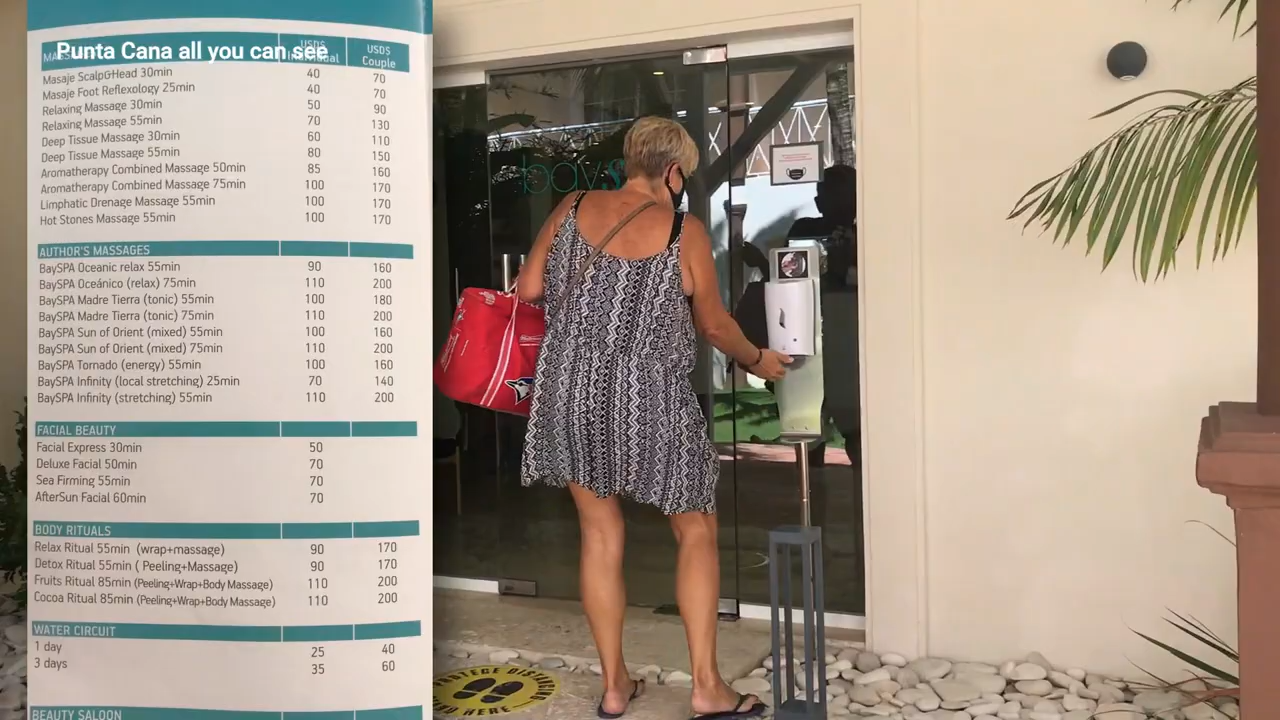 Punta Cana all you can see
USD$ Individual
USD$ Couple
Masaje Scalp&Head 30min 40 70
Masaje Foot Reflexology 25min 40 70
Relaxing Massage 30min 50 90
Relaxing Massage 55min 70 130
Deep Tissue Massage 30min 60 110
Deep Tissue Massage 55min 80 150
Aromatherapy Combined Massage 50min 85 160
Aromatherapy Combined Massage 75min 100 170
Limphatic Drenage Massage 55min 100 170
Hot Stones Massage 55min 100 170
AUTHOR'S MASSAGES
BaySPA Oceanic relax 55min 90 160
BaySPA Oceánico (relax) 75min 110 200
BaySPA Madre Tierra (tonic) 55min 100 180
BaySPA Madre Tierra (tonic) 75min 110 200
BaySPA Sun of Orient (mixed) 55min 100 160
BaySPA Sun of Orient (mixed) 75min 110 200
BaySPA Tornado (energy) 55min 100 160
BaySPA Infinity (local stretching) 25min 70 140
BaySPA Infinity (stretching) 55min 110 200
FACIAL BEAUTY
Facial Express 30min 50
Deluxe Facial 50min 70
Sea Firming 55min 70
AfterSun Facial 60min 70
BODY RITUALS
Relax Ritual 55min (wrap+massage) 90 170
Detox Ritual 55min ( Peeling+Massage) 90 170
Fruits Ritual 85min (Peeling+Wrap+Body Massage) 110 200
Cocoa Ritual 85min (Peeling+Wrap+Body Massage) 110 200
WATER CIRCUIT
1 day 25 40
3 days 35 60
BEAUTY SALOON
bay